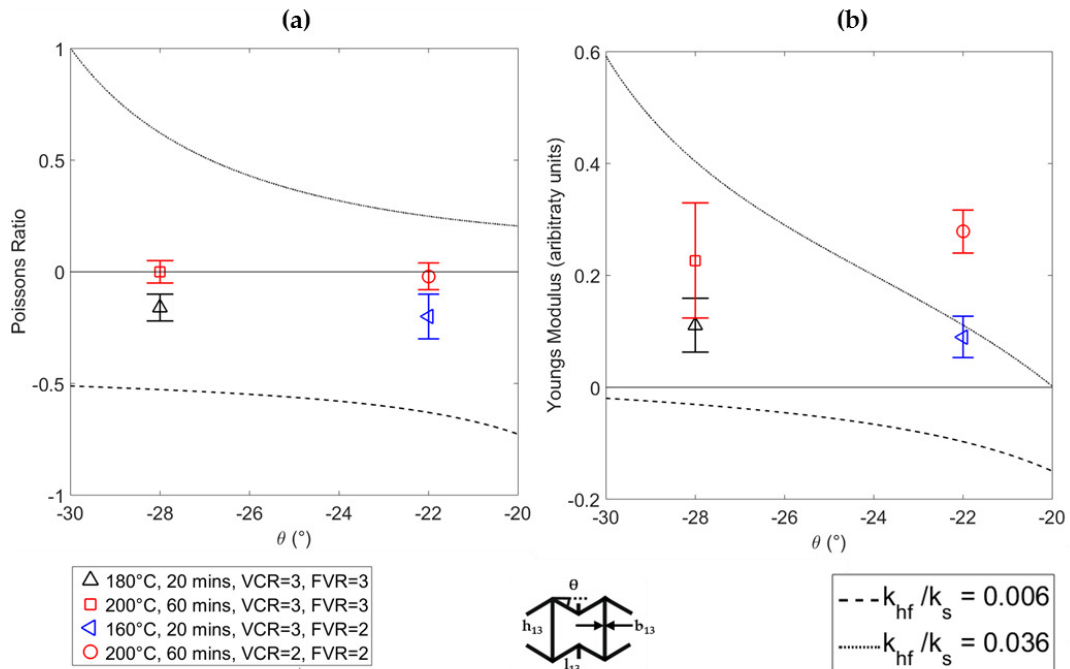 (a)
(b)
Poissons Ratio
1
0.5
0
-0.5
-1
-30
-28
-26
-24
-22
-20
θ (°)
Youngs Modulus (aribitraty units)
0.6
0.4
0.2
0
-0.2
-30
-28
-26
-24
-22
-20
θ (°)
180°C, 20 mins, VCR=3, FVR=3
200°C, 60 mins, VCR=3, FVR=3
160°C, 20 mins, VCR=3, FVR=2
200°C, 60 mins, VCR=2, FVR=2
θ
h₁₃
b₁₃
l₁₃
k_hf /k_s = 0.006
k_hf /k_s = 0.036